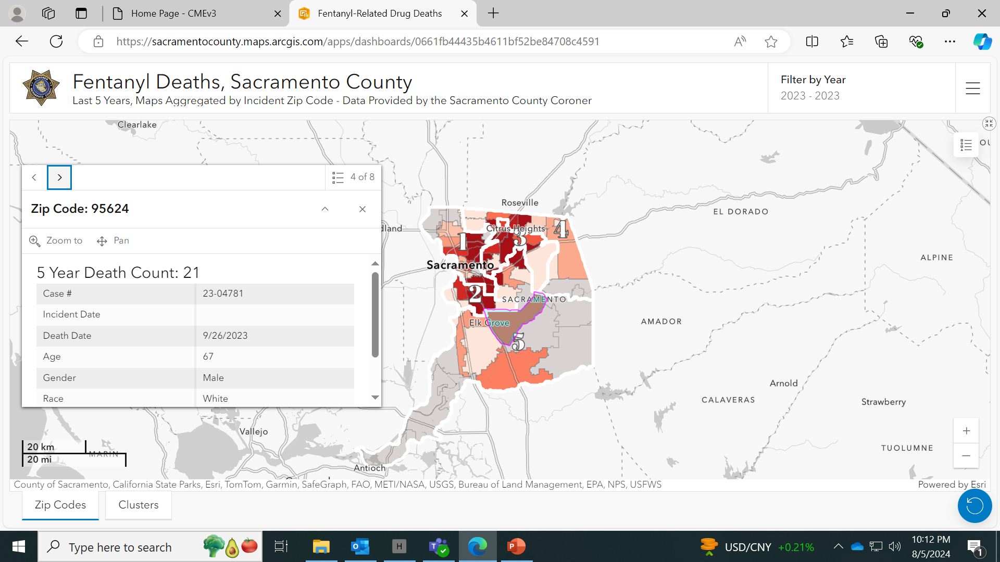 Home Page - CMEv3
Fentanyl-Related Drug Deaths
https://sacramentocounty.maps.arcgis.com/apps/dashboards/0661fb44435b4611bf52be84708c4591
Fentanyl Deaths, Sacramento County
Last 5 Years, Maps Aggregated by Incident Zip Code - Data Provided by the Sacramento County Coroner
Filter by Year
2023 - 2023
Clearlake
4 of 8
Zip Code: 95624
Zoom to
Pan
5 Year Death Count: 21
Case # 23-04781
Incident Date
Death Date 9/26/2023
Age 67
Gender Male
Race White
Roseville
EL DORADO
dland
Citrus Heights
4
1
3
ALPINE
Sacramento
2
SACRAMENTO
Elk Grove
AMADOR
5
Arnold
CALAVERAS
Strawberry
Vallejo
20 km
MARIN
20 mi
TUOLUMNE
Antioch
County of Sacramento, California State Parks, Esri, TomTom, Garmin, SafeGraph, FAO, METI/NASA, USGS, Bureau of Land Management, EPA, NPS, USFWS
Powered by Esri
Zip Codes
Clusters
Type here to search
USD/CNY +0.21%
10:12 PM
8/5/2024
1